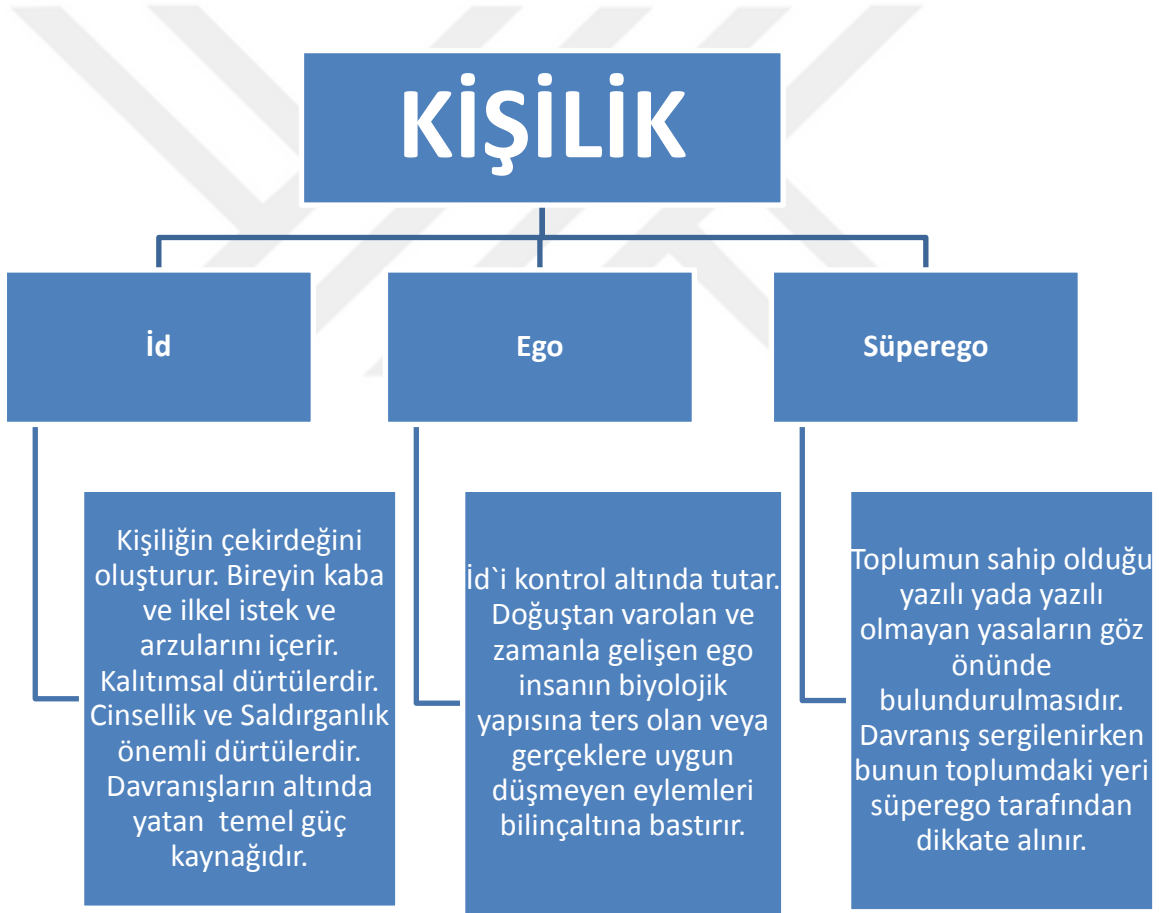 KİŞİLİK
İd
Ego
Süperego
Kişiliğin çekirdeğini
oluşturur. Bireyin kaba
ve ilkel istek ve
arzularını içerir.
Kalıtımsal dürtülerdir.
Cinsellik ve Saldırganlık
önemli dürtülerdir.
Davranışların altında
yatan  temel güç
kaynağıdır.
İd`i kontrol altında tutar.
Doğuştan varolan ve
zamanla gelişen ego
insanın biyolojik
yapısına ters olan veya
gerçeklere uygun
düşmeyen eylemleri
bilinçaltına bastırır.
Toplumun sahip olduğu
yazılı yada yazılı
olmayan yasaların göz
önünde
bulundurulmasıdır.
Davranış sergilenirken
bunun toplumdaki yeri
süperego tarafından
dikkate alınır.